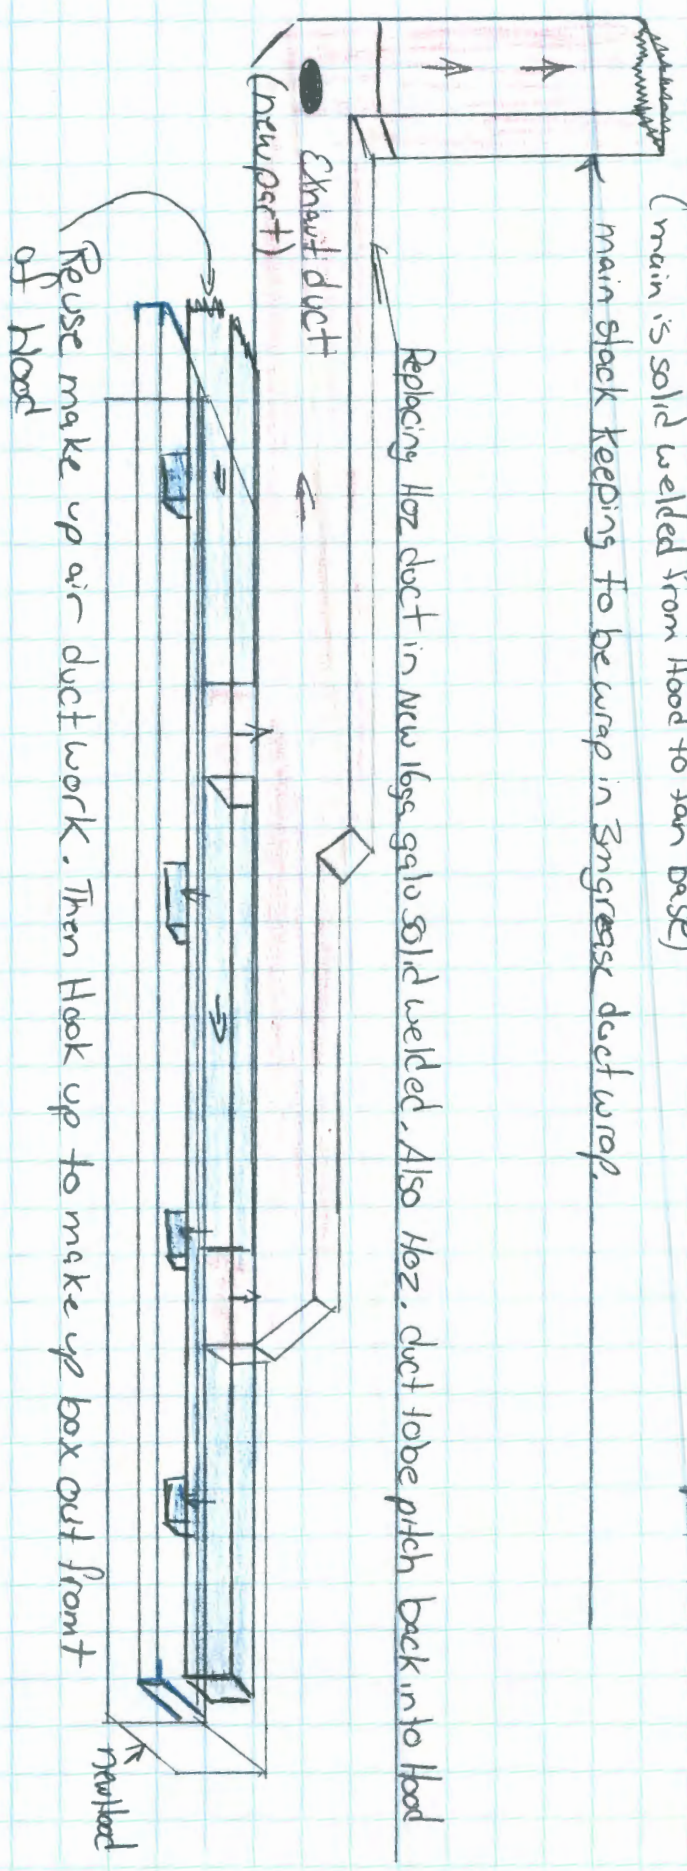 (main is solid welded from Hood to fan base)
main stack keeping to be wrap in 3m grease duct wrap.
Replacing Hoz duct in New 16ga galv solid welded. Also Hoz. duct to be pitch back into Hood
Exhaut duct
(new part)
Reuse make up air duct work. Then Hook up to make up box out fromt
of Hood
new Hood